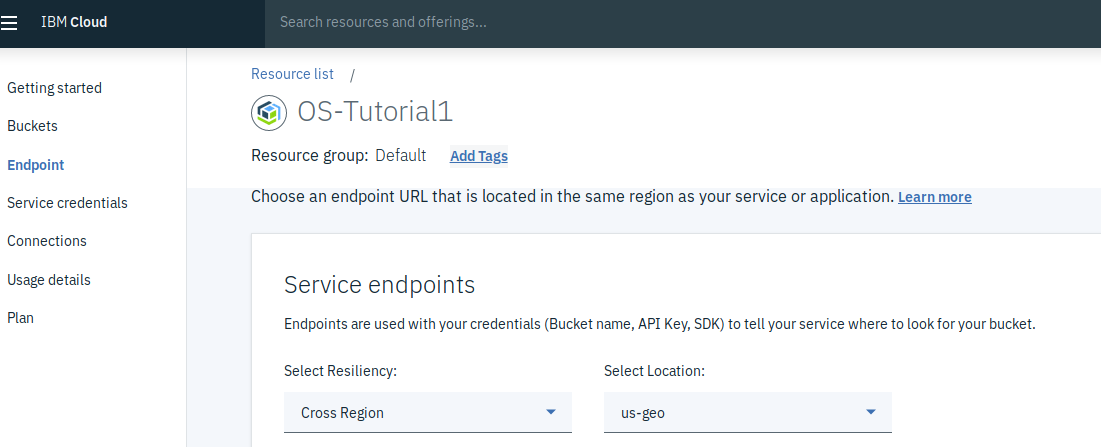 IBM Cloud
Search resources and offerings...
Getting started
Buckets
Endpoint
Service credentials
Connections
Usage details
Plan
Resource list /
OS-Tutorial1
Resource group: Default Add Tags
Choose an endpoint URL that is located in the same region as your service or application. Learn more
Service endpoints
Endpoints are used with your credentials (Bucket name, API Key, SDK) to tell your service where to look for your bucket.
Select Resiliency:
Cross Region
Select Location:
us-geo